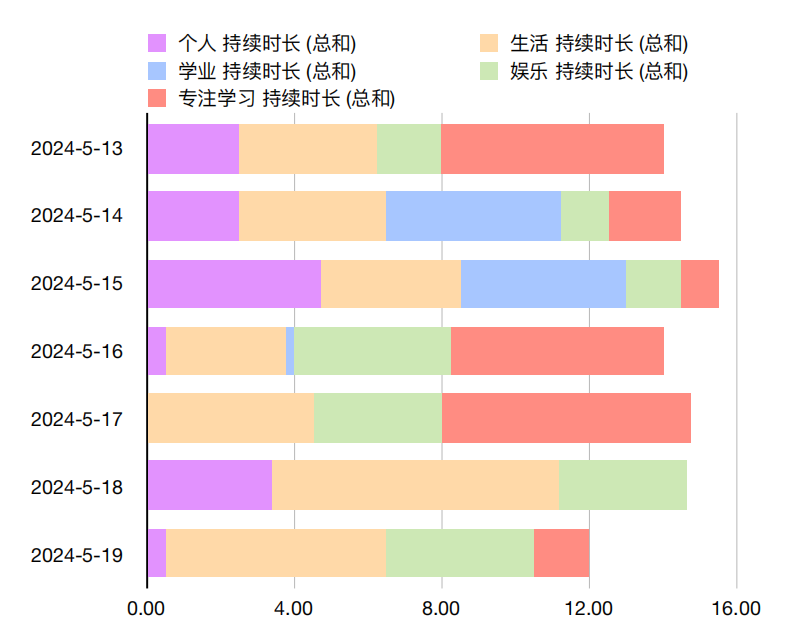 个人 持续时长 (总和)
生活 持续时长 (总和)
学业 持续时长 (总和)
娱乐 持续时长 (总和)
专注学习 持续时长 (总和)
2024-5-13
2024-5-14
2024-5-15
2024-5-16
2024-5-17
2024-5-18
2024-5-19
0.00 4.00 8.00 12.00 16.00